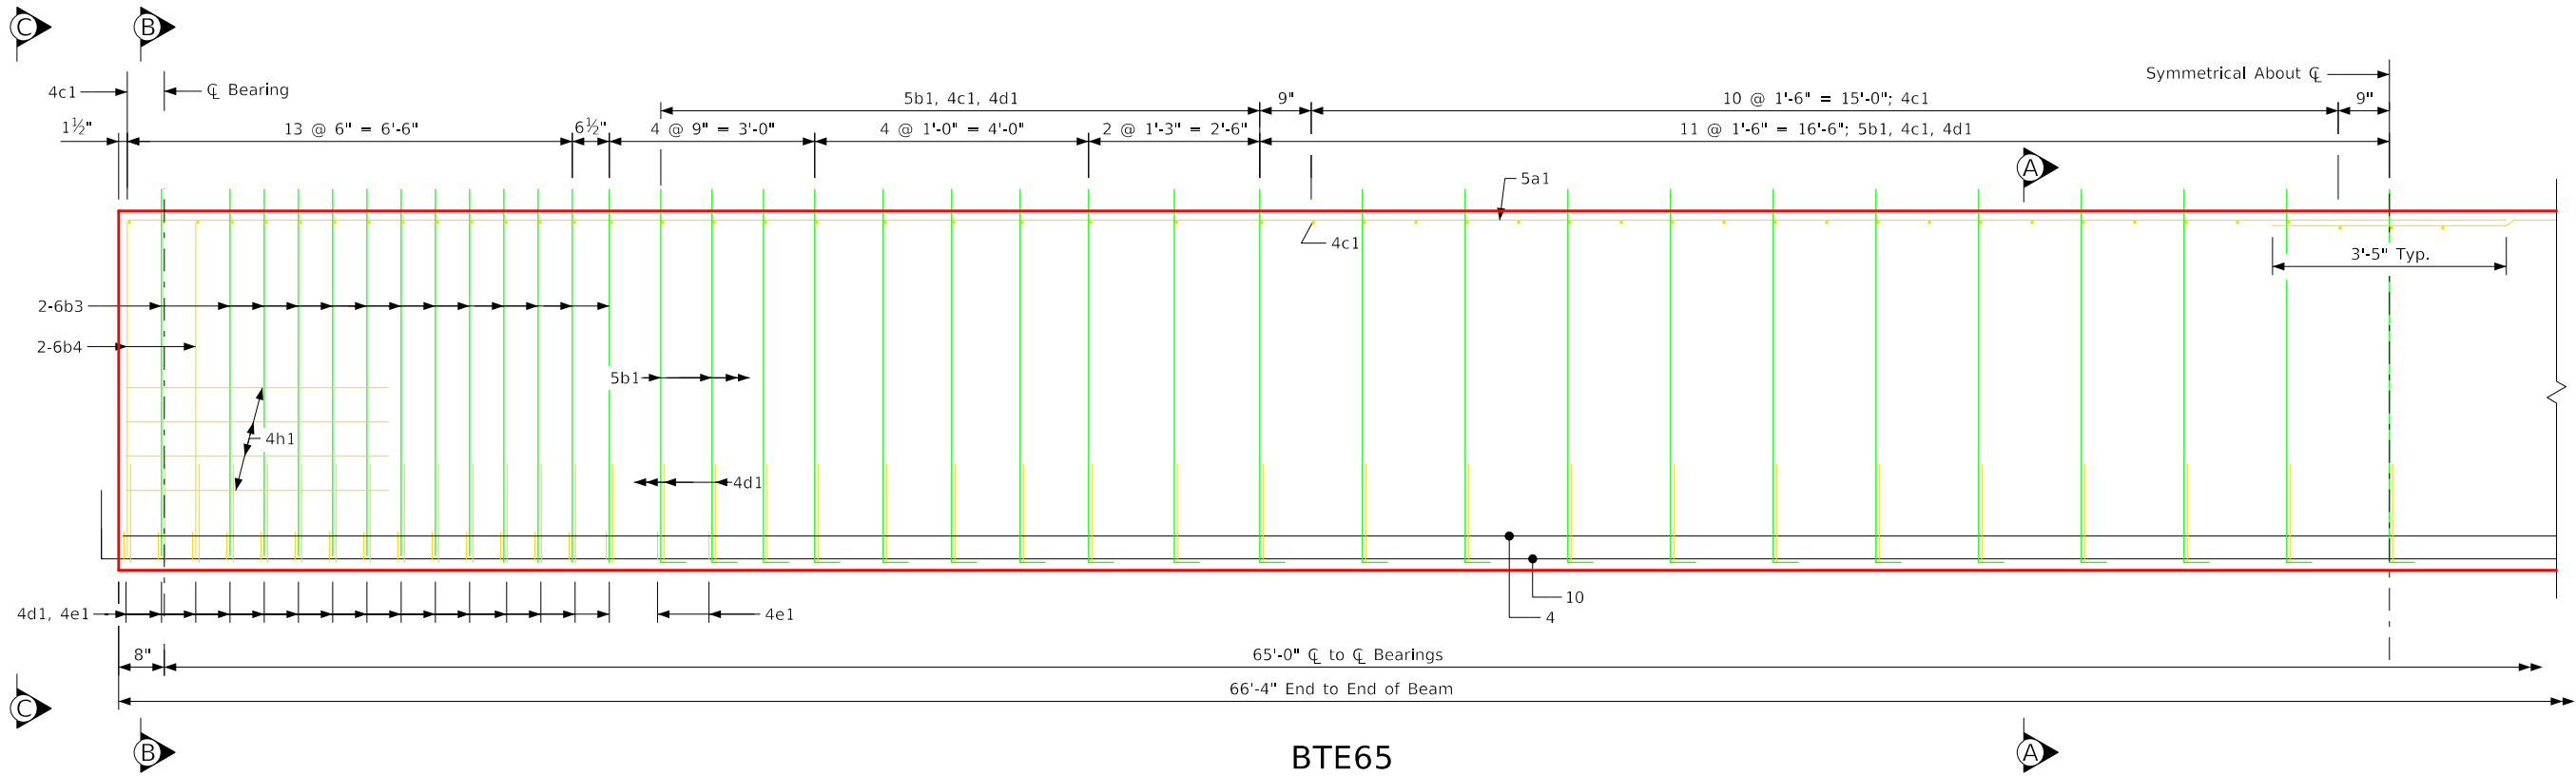 C
B
4c1
℄ Bearing
Symmetrical About ℄
5b1, 4c1, 4d1
9"
10 @ 1'-6" = 15'-0"; 4c1
9"
1½"
13 @ 6" = 6'-6"
6½"
4 @ 9" = 3'-0"
4 @ 1'-0" = 4'-0"
2 @ 1'-3" = 2'-6"
11 @ 1'-6" = 16'-6"; 5b1, 4c1, 4d1
A
5a1
4c1
3'-5" Typ.
2-6b3
2-6b4
5b1
4h1
4d1
10
4
4d1, 4e1
4e1
8"
65'-0" ℄ to ℄ Bearings
66'-4" End to End of Beam
C
B
A
BTE65